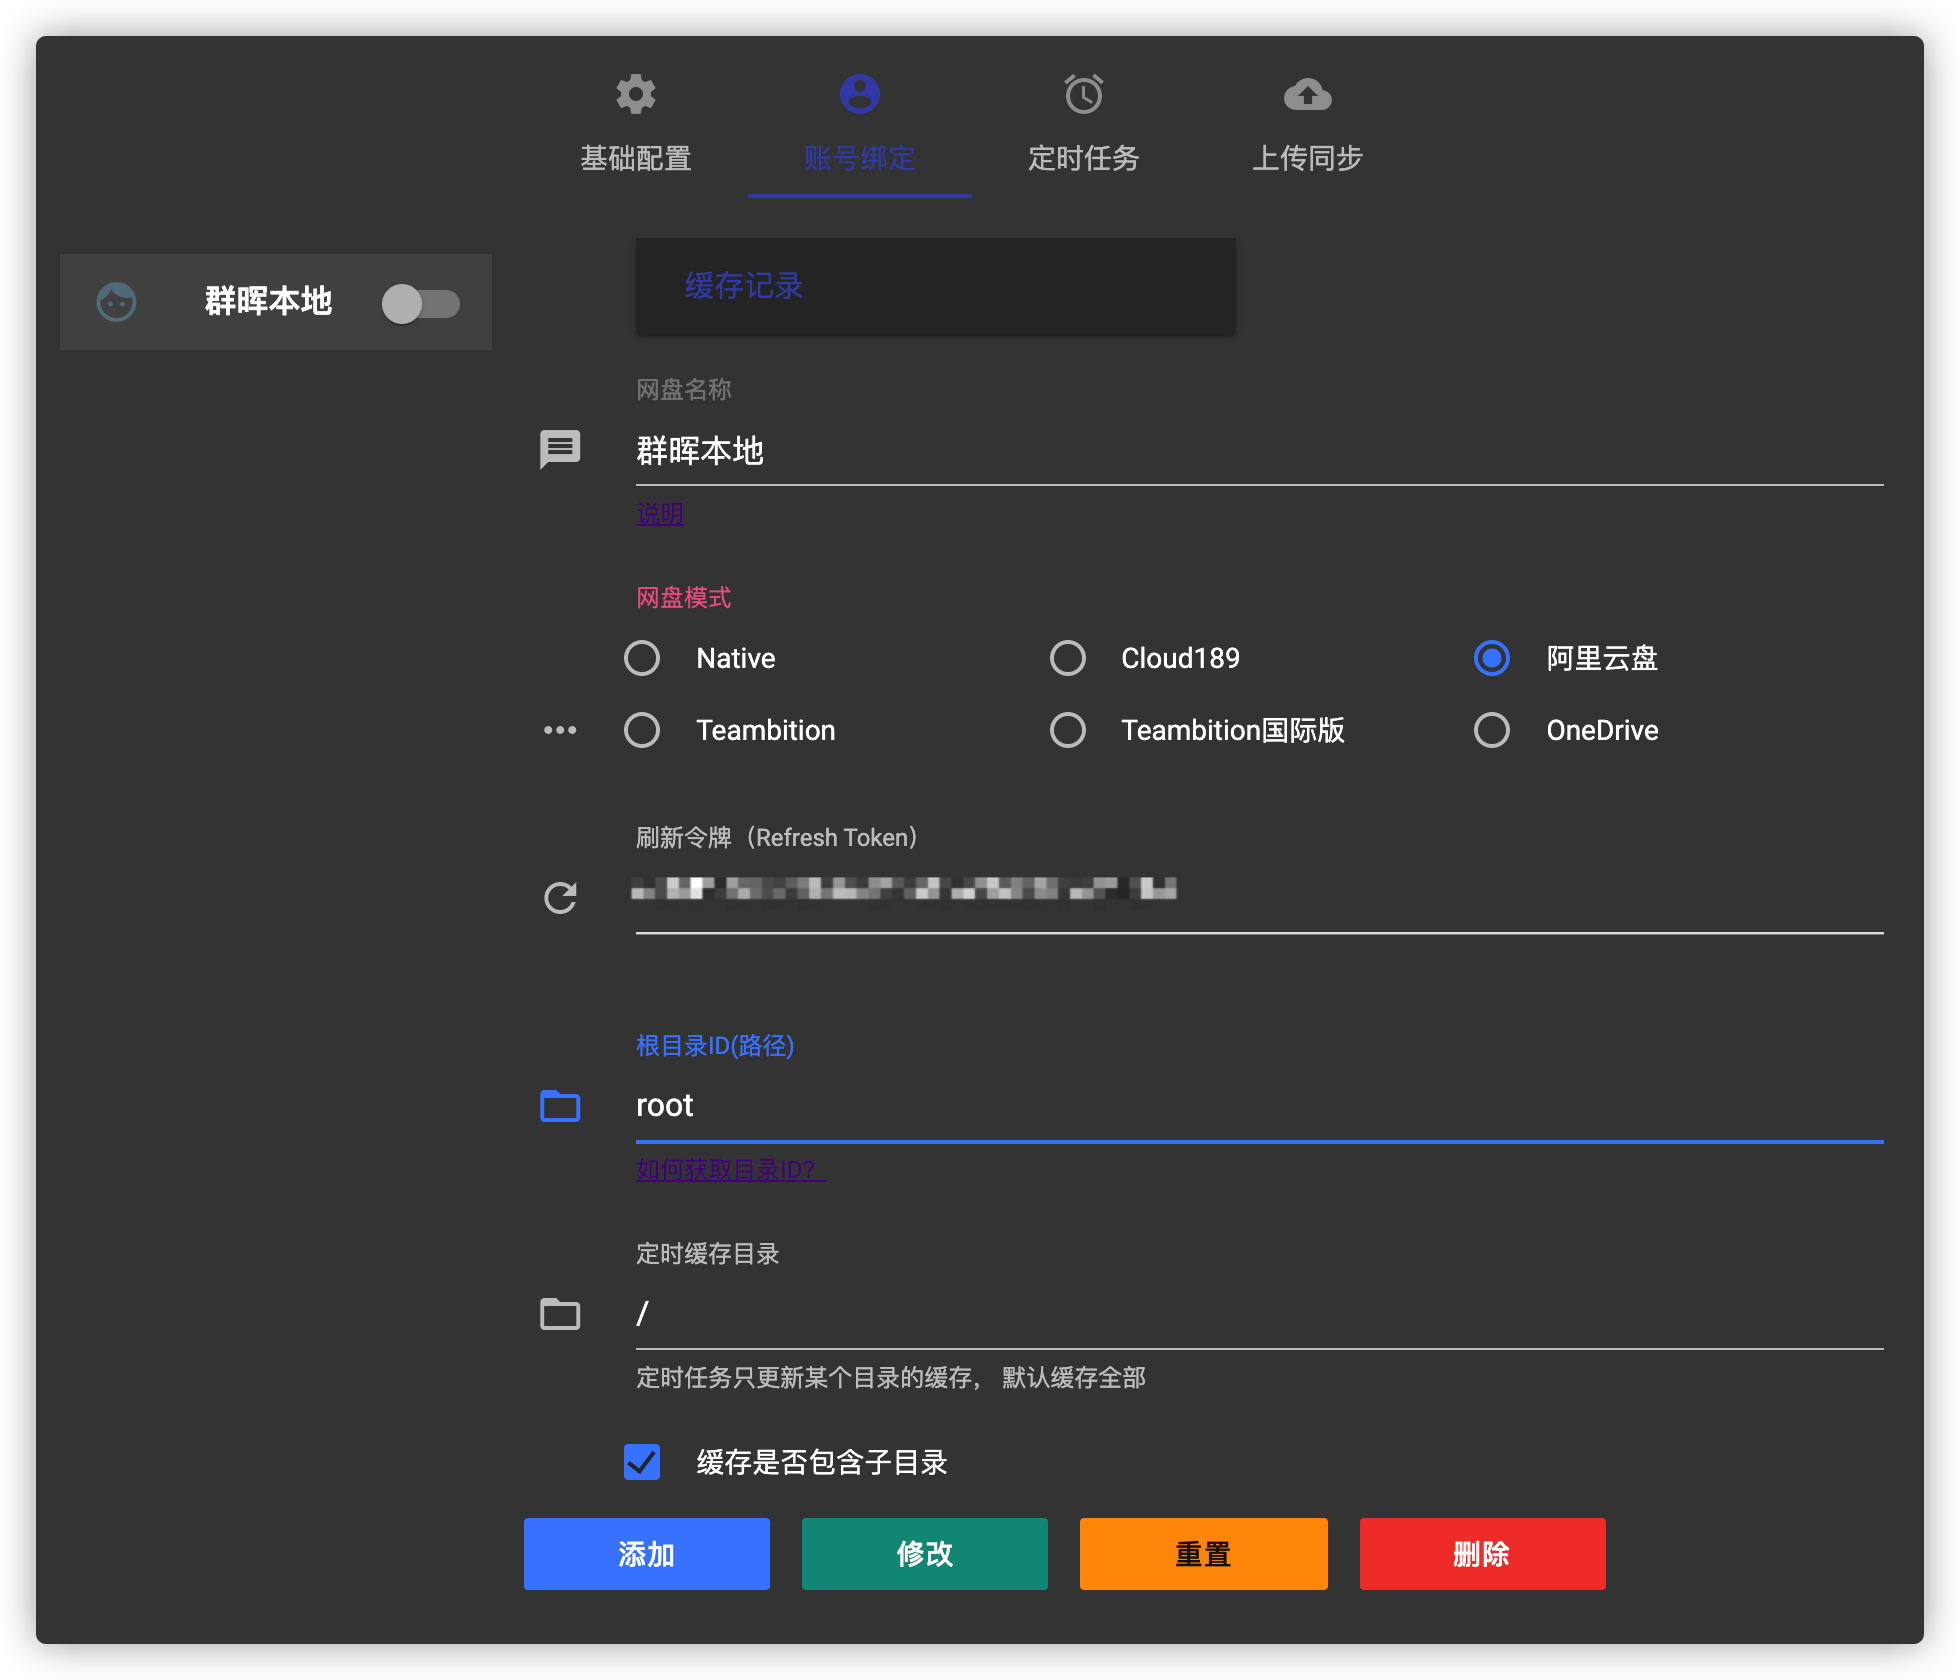 基础配置
账号绑定
定时任务
上传同步
群晖本地
缓存记录
网盘名称
群晖本地
说明
网盘模式
Native
Cloud189
阿里云盘
Teambition
Teambition国际版
OneDrive
刷新令牌（Refresh Token）
根目录ID(路径)
root
如何获取目录ID？
定时缓存目录
/
定时任务只更新某个目录的缓存， 默认缓存全部
缓存是否包含子目录
添加
修改
重置
删除